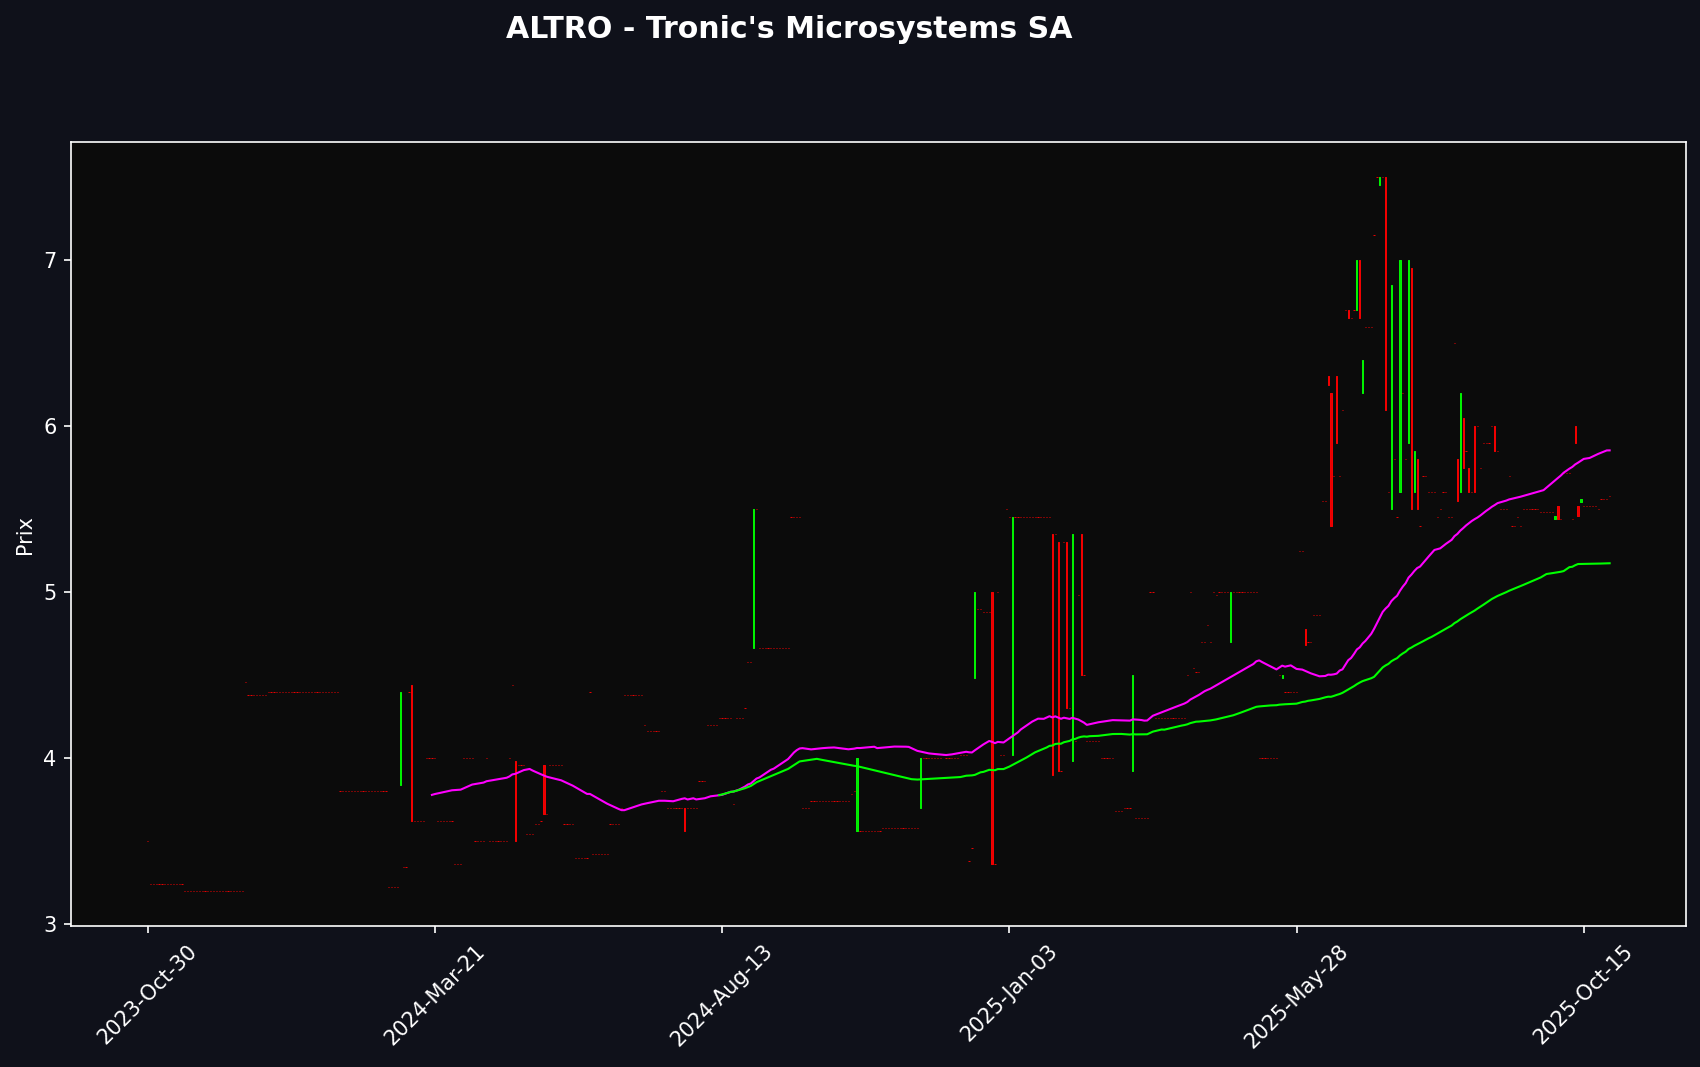 ALTRO - Tronic's Microsystems SA
Prix
7
6
5
4
3
2023-Oct-30
2024-Mar-21
2024-Aug-13
2025-Jan-03
2025-May-28
2025-Oct-15